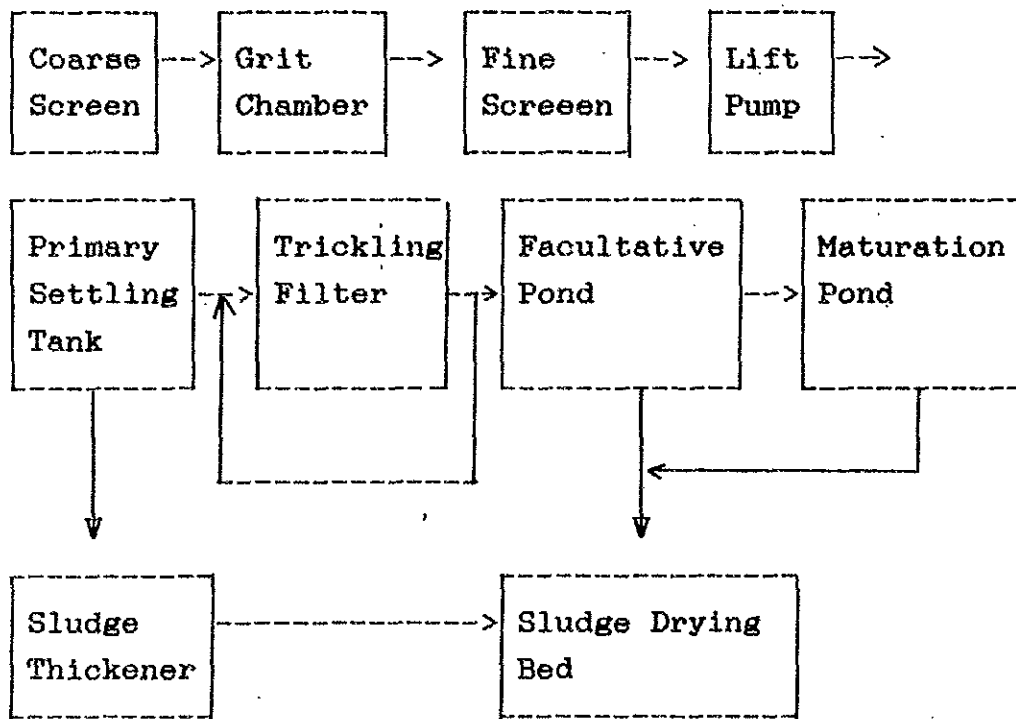 Coarse
Screen
Grit
Chamber
Fine
Screeen
Lift
Pump
Primary
Settling
Tank
Trickling
Filter
Facultative
Pond
Maturation
Pond
Sludge
Thickener
Sludge Drying
Bed